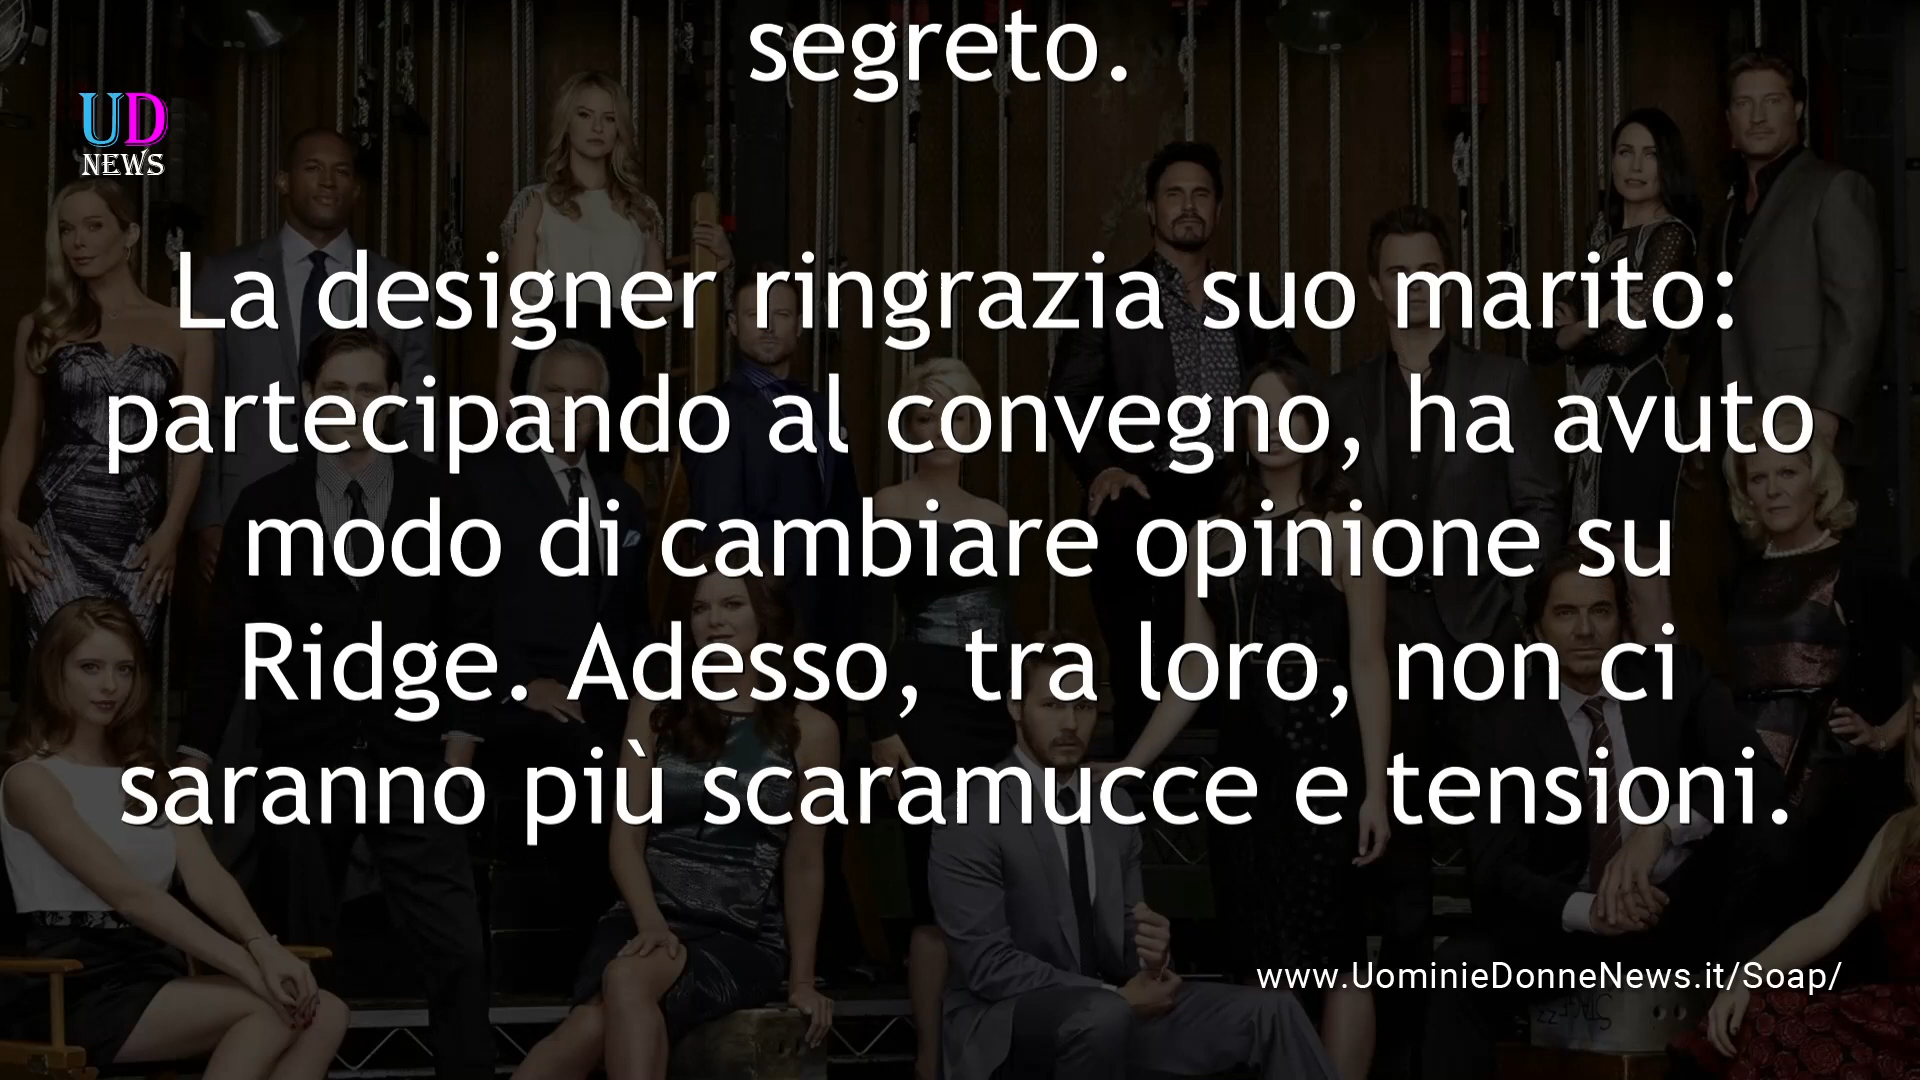 segreto.
UD
NEWS
La designer ringrazia suo marito:
partecipando al convegno, ha avuto
modo di cambiare opinione su
Ridge. Adesso, tra loro, non ci
saranno più scaramucce e tensioni.
www.UominieDonneNews.it/Soap/